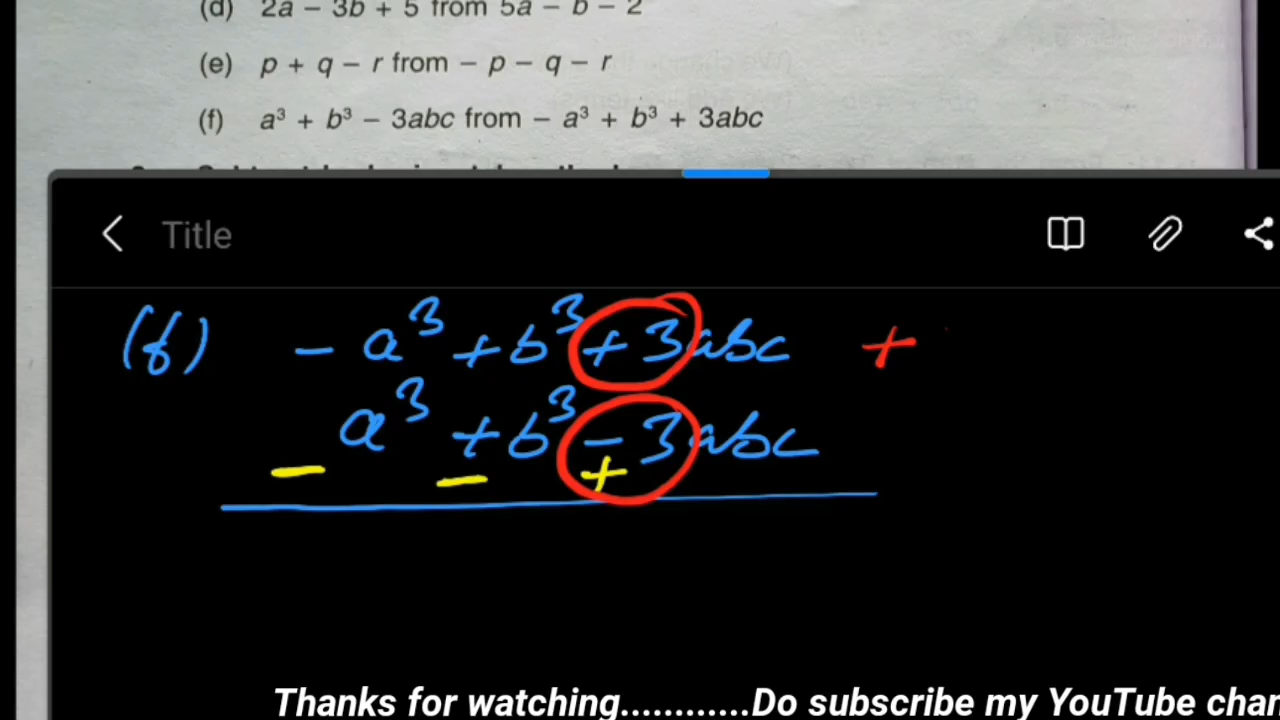 (d) 2a − 3b + 5 from 5a − b − 2
(e) p + q − r from − p − q − r
(f) a³ + b³ − 3abc from − a³ + b³ + 3abc
Title
(f) − a³ + b³ + 3abc +
a³ + b³ − 3abc
− − +
Thanks for watching............Do subscribe my YouTube chan